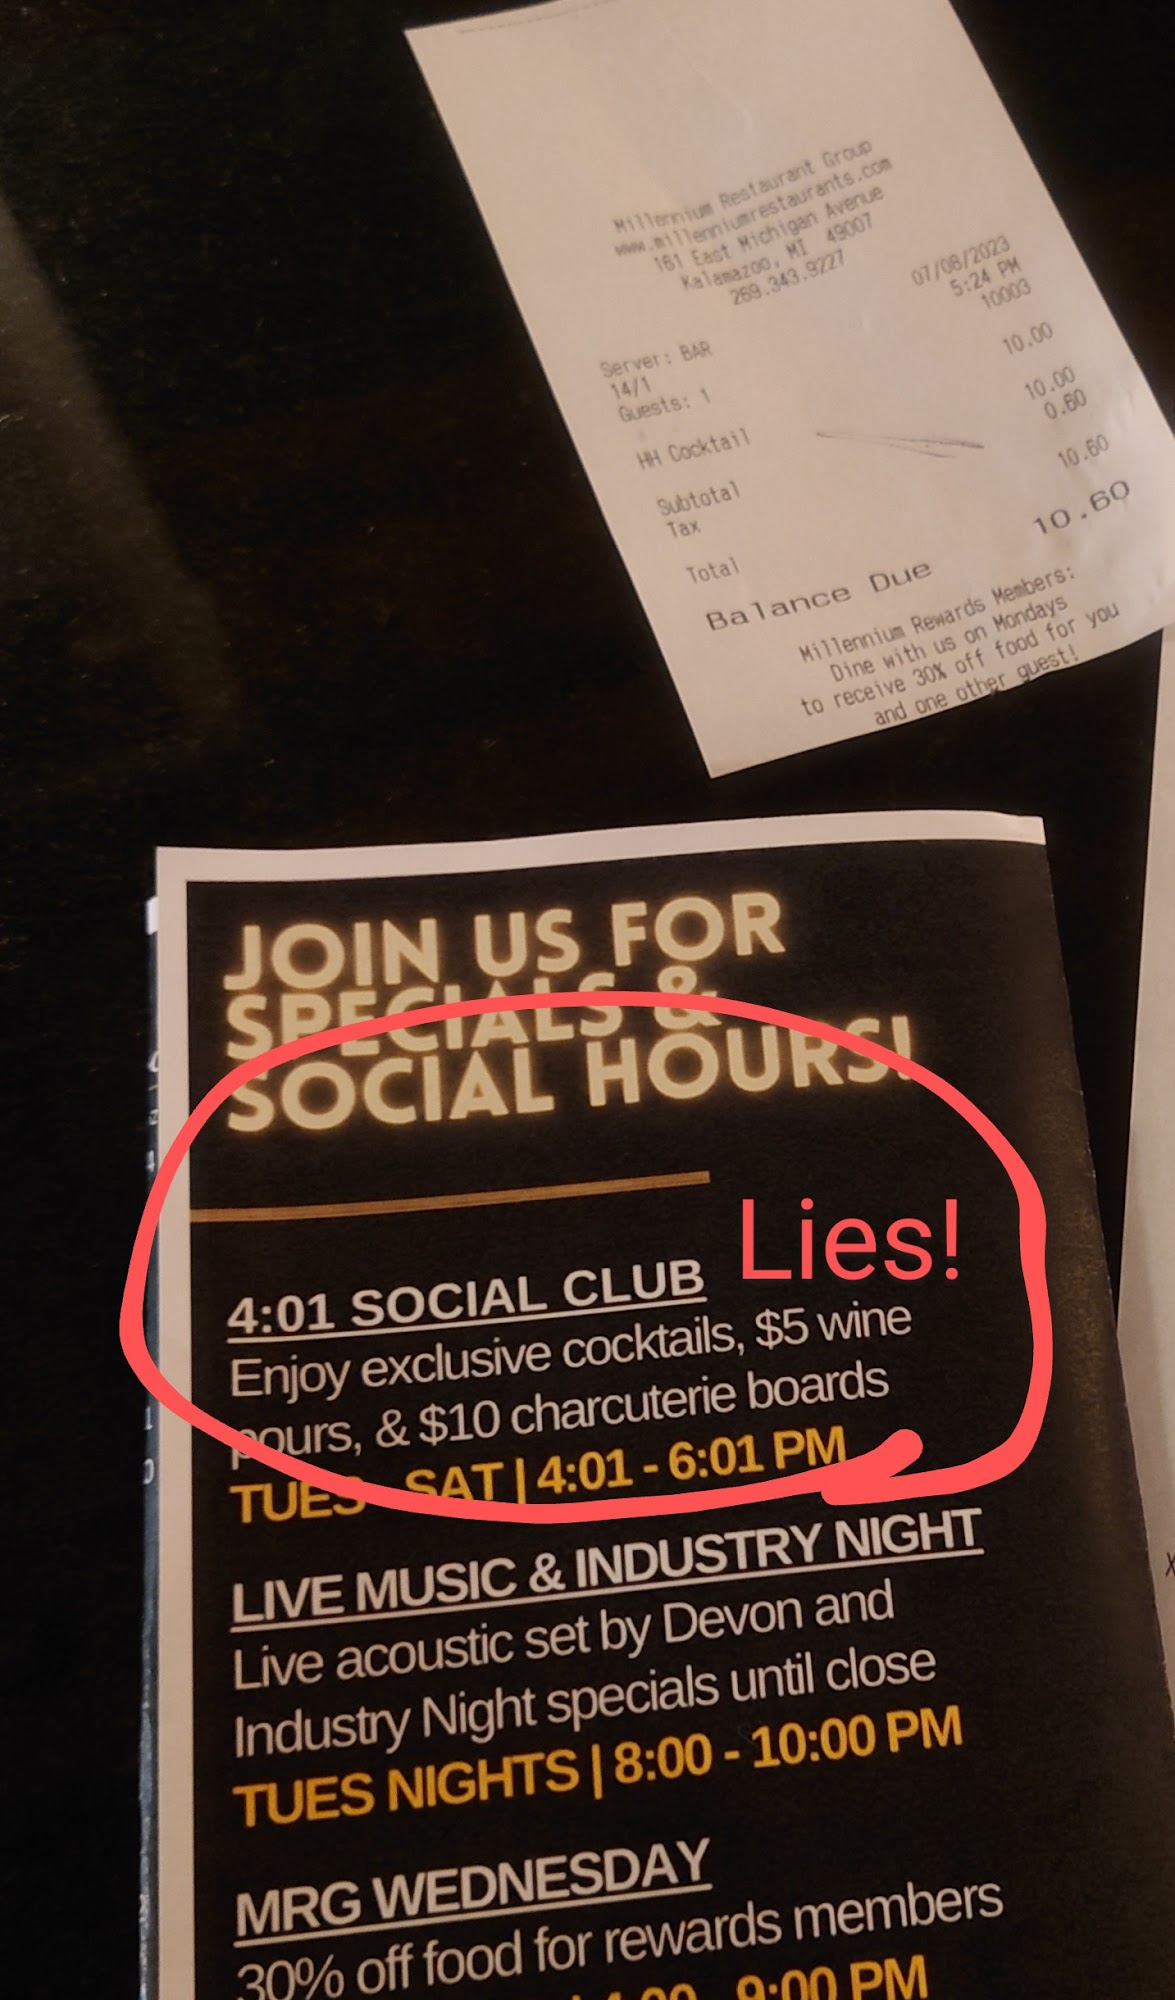 Millennium Restaurant Group
www.millenniumrestaurants.com
161 East Michigan Avenue
Kalamazoo, MI 49007
269.343.9227
Server: BAR 07/08/2023
14/1 5:24 PM
Guests: 1 10003
HH Cocktail 10.00
Subtotal 10.00
Tax 0.60
Total 10.60
Balance Due 10.60
Millennium Rewards Members:
Dine with us on Mondays
to receive 30% off food for you
and one other guest!
JOIN US FOR
SPECIALS &
SOCIAL HOURS!
Lies!
4:01 SOCIAL CLUB
Enjoy exclusive cocktails, $5 wine
pours, & $10 charcuterie boards
TUES - SAT | 4:01 - 6:01 PM
LIVE MUSIC & INDUSTRY NIGHT
Live acoustic set by Devon and
Industry Night specials until close
TUES NIGHTS | 8:00 - 10:00 PM
MRG WEDNESDAY
30% off food for rewards members
4:00 - 9:00 PM